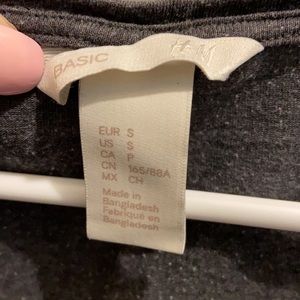 BASIC
H&M
EUR S
US S
CA P
CN 165/88A
MX CH
Made in
Bangladesh
Fabriqué en
Bangladesh